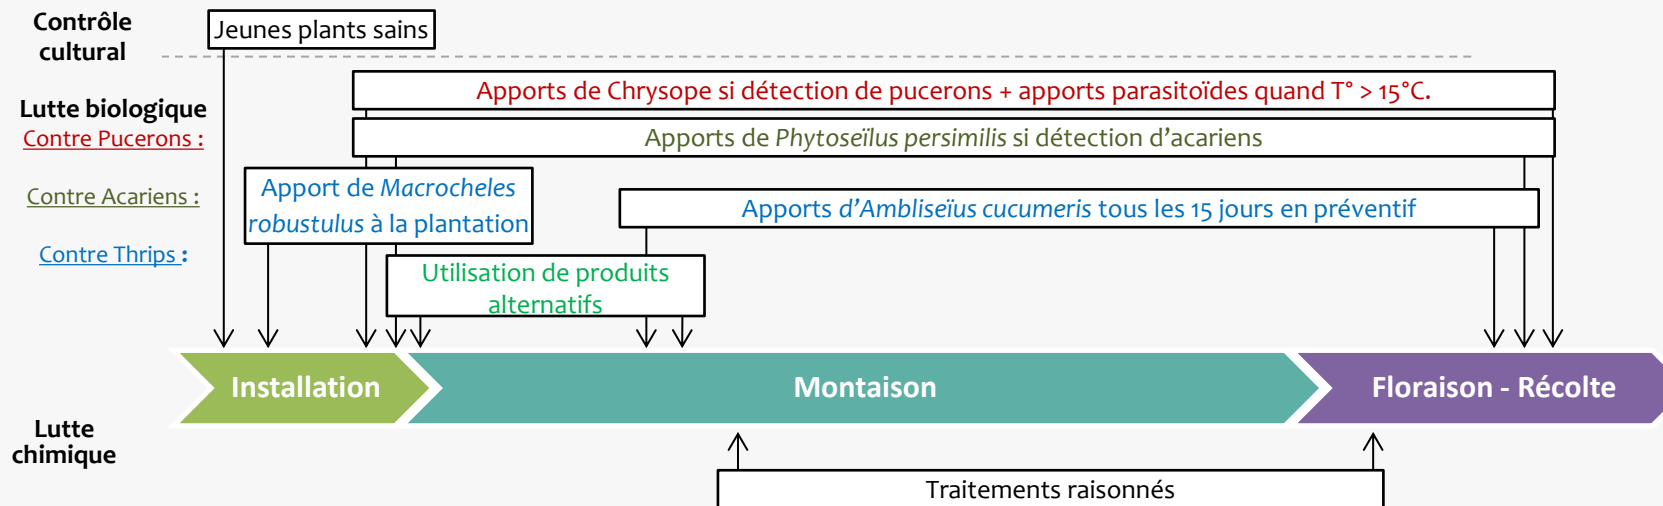 Contrôle
cultural
Jeunes plants sains
Apports de Chrysope si détection de pucerons + apports parasitoïdes quand T° > 15°C.
Lutte biologique
Contre Pucerons :
Apports de Phytoseïlus persimilis si détection d’acariens
Contre Acariens :
Apport de Macrocheles
robustulus à la plantation
Apports d’Ambliseïus cucumeris tous les 15 jours en préventif
Contre Thrips :
Utilisation de produits
alternatifs
Installation
Montaison
Floraison - Récolte
Lutte
chimique
Traitements raisonnés